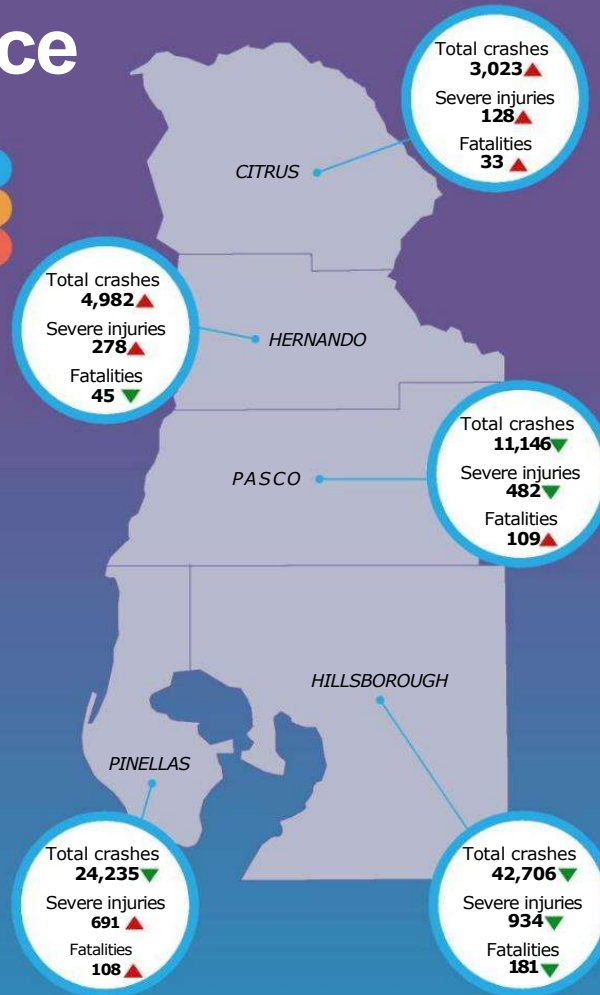 ce
Total crashes
3,023
Severe injuries
128
Fatalities
33
CITRUS
Total crashes
4,982
Severe injuries
278
Fatalities
45
HERNANDO
Total crashes
11,146
Severe injuries
482
Fatalities
109
PASCO
HILLSBOROUGH
PINELLAS
Total crashes
24,235
Severe injuries
691
Fatalities
108
Total crashes
42,706
Severe injuries
934
Fatalities
181